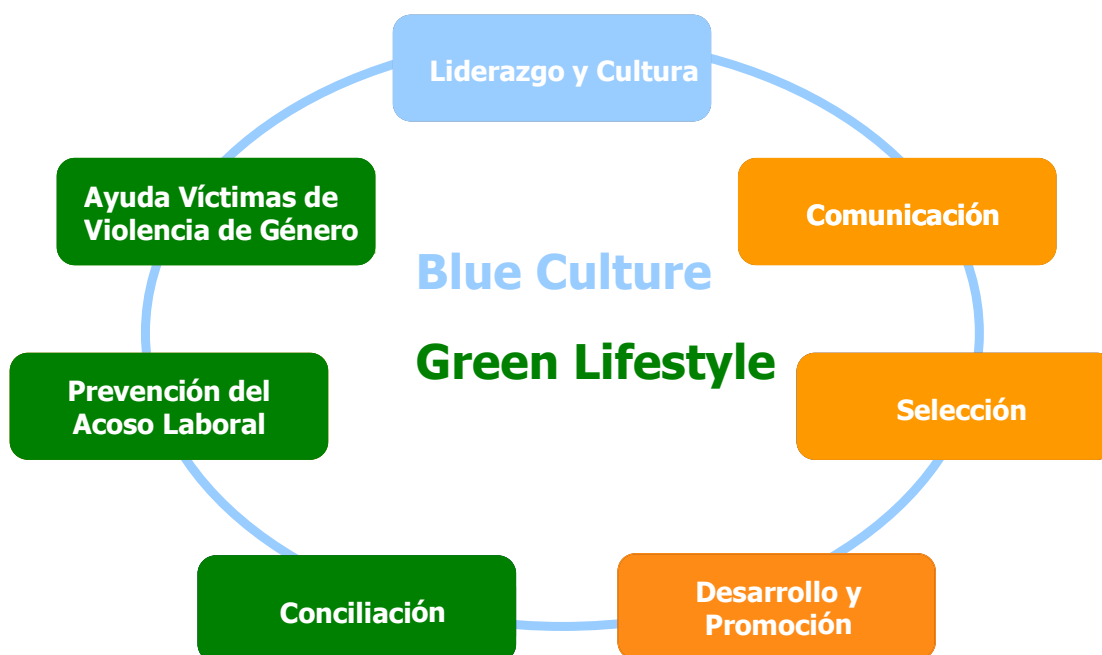 Liderazgo y Cultura
Ayuda Víctimas de
Violencia de Género
Comunicación
Blue Culture
Green Lifestyle
Prevención del
Acoso Laboral
Selección
Conciliación
Desarrollo y
Promoción